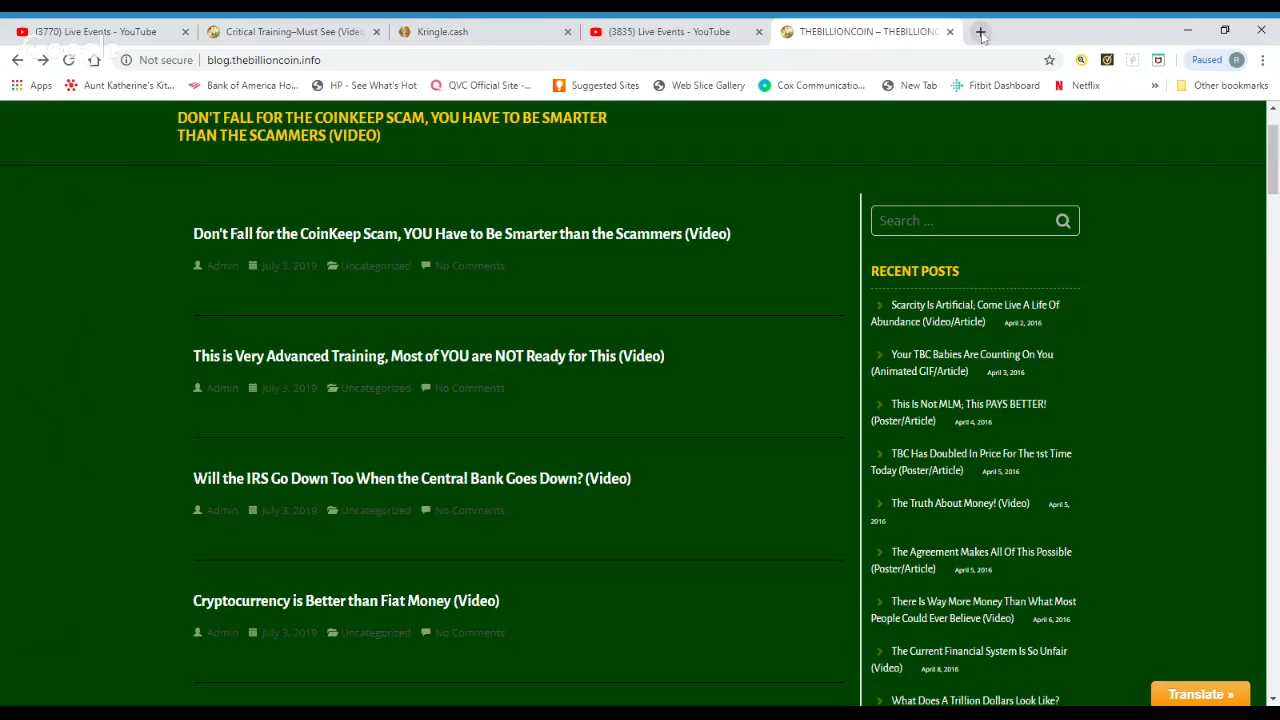 (3770) Live Events - YouTube
Critical Training–Must See (Video
Kringle.cash
(3835) Live Events - YouTube
THEBILLIONCOIN – THEBILLIONC
Not secure
blog.thebillioncoin.info
Paused
H
Apps
Aunt Katherine's Kit...
Bank of America Ho...
HP - See What's Hot
QVC Official Site -...
Suggested Sites
Web Slice Gallery
Cox Communicatio...
New Tab
Fitbit Dashboard
Netflix
»
Other bookmarks
DON'T FALL FOR THE COINKEEP SCAM, YOU HAVE TO BE SMARTER
THAN THE SCAMMERS (VIDEO)
Don't Fall for the CoinKeep Scam, YOU Have to Be Smarter than the Scammers (Video)
Admin July 3, 2019 Uncategorized No Comments
This is Very Advanced Training, Most of YOU are NOT Ready for This (Video)
Admin July 3, 2019 Uncategorized No Comments
Will the IRS Go Down Too When the Central Bank Goes Down? (Video)
Admin July 3, 2019 Uncategorized No Comments
Cryptocurrency is Better than Fiat Money (Video)
Admin July 3, 2019 Uncategorized No Comments
Search ...
RECENT POSTS
Scarcity Is Artificial; Come Live A Life Of
Abundance (Video/Article) April 2, 2016
Your TBC Babies Are Counting On You
(Animated GIF/Article) April 3, 2016
This Is Not MLM; This PAYS BETTER!
(Poster/Article) April 4, 2016
TBC Has Doubled In Price For The 1st Time
Today (Poster/Article) April 5, 2016
The Truth About Money! (Video) April 5,
2016
The Agreement Makes All Of This Possible
(Poster/Article) April 5, 2016
There Is Way More Money Than What Most
People Could Ever Believe (Video) April 6, 2016
The Current Financial System Is So Unfair
(Video) April 8, 2016
What Does A Trillion Dollars Look Like?
Translate »